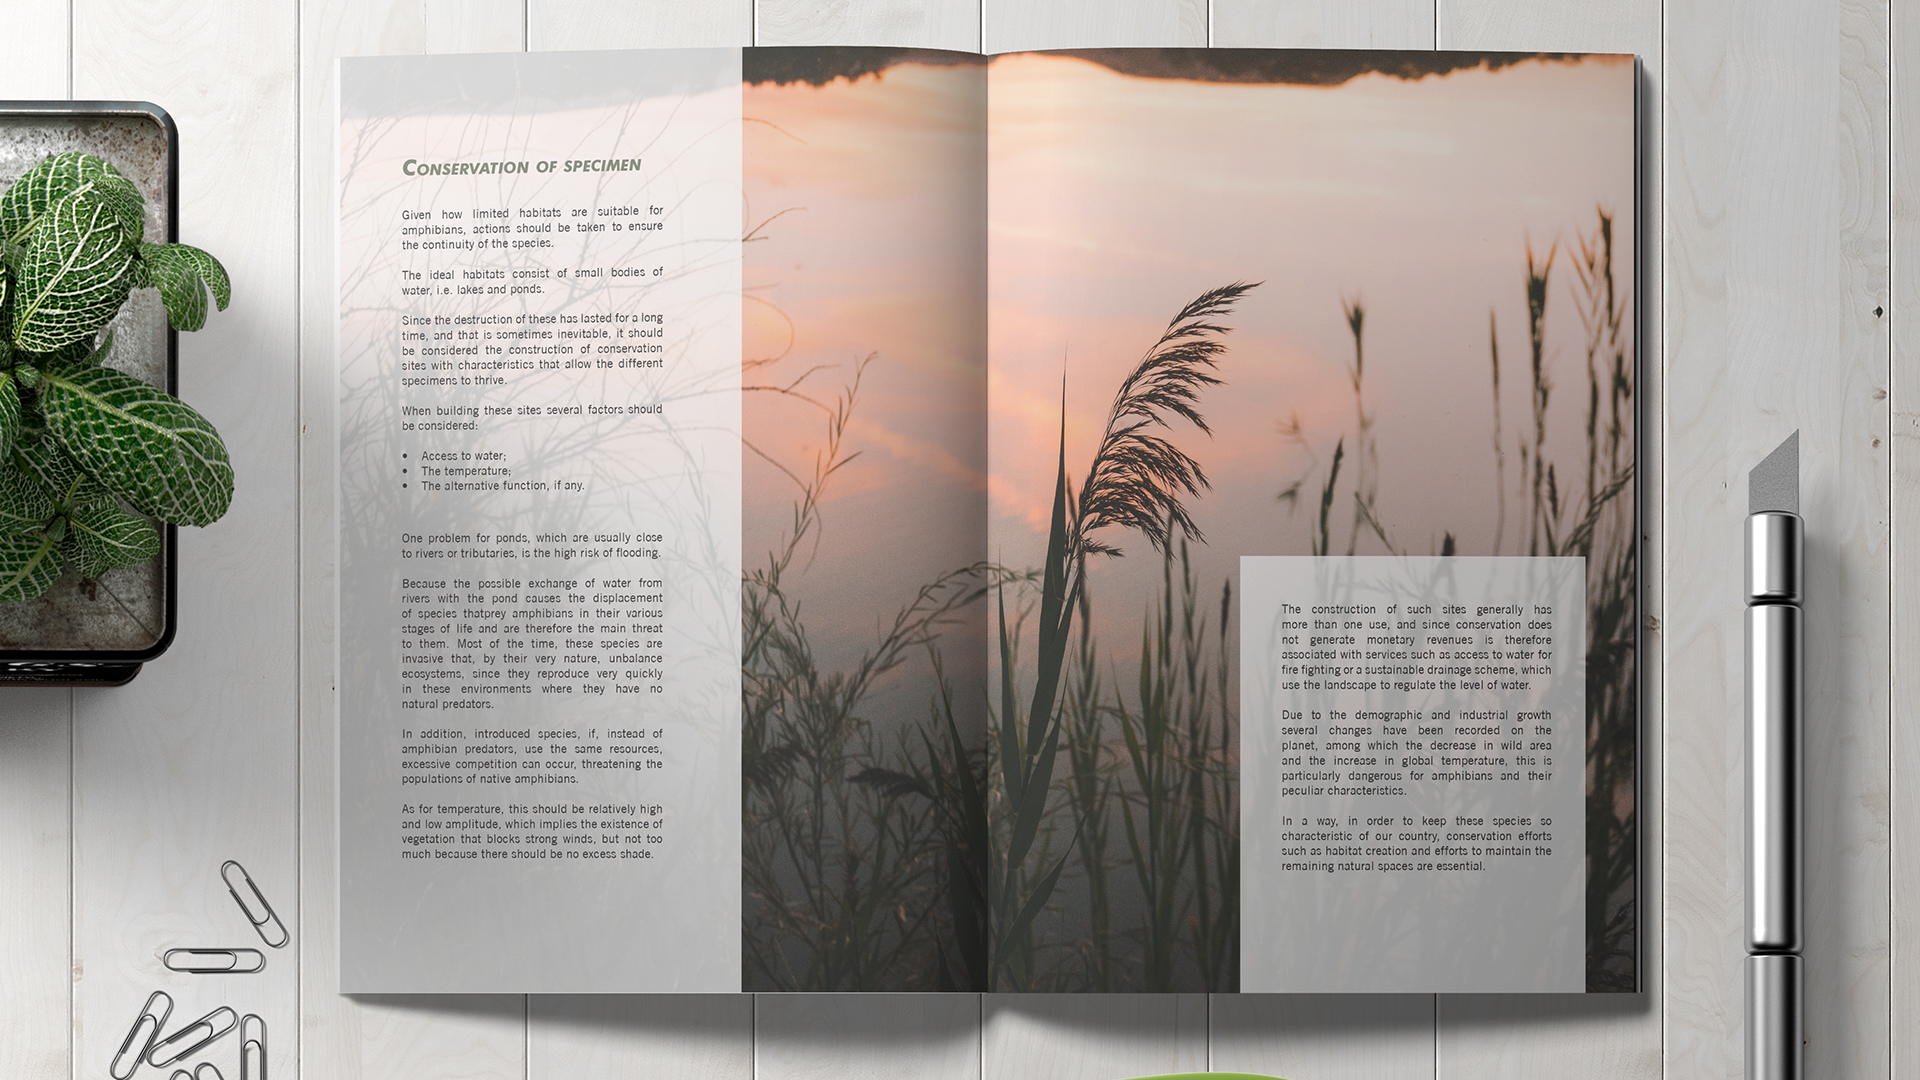 Conservation of specimen
Given how limited habitats are suitable for
amphibians, actions should be taken to ensure
the continuity of the species.
The ideal habitats consist of small bodies of
water, i.e. lakes and ponds.
Since the destruction of these has lasted for a long
time, and that is sometimes inevitable, it should
be considered the construction of conservation
sites with characteristics that allow the different
specimens to thrive.
When building these sites several factors should
be considered:
• Access to water;
• The temperature;
• The alternative function, if any.
One problem for ponds, which are usually close
to rivers or tributaries, is the high risk of flooding.
Because the possible exchange of water from
rivers with the pond causes the displacement
of species thatprey amphibians in their various
stages of life and are therefore the main threat
to them. Most of the time, these species are
invasive that, by their very nature, unbalance
ecosystems, since they reproduce very quickly
in these environments where they have no
natural predators.
In addition, introduced species, if, instead of
amphibian predators, use the same resources,
excessive competition can occur, threatening the
populations of native amphibians.
As for temperature, this should be relatively high
and low amplitude, which implies the existence of
vegetation that blocks strong winds, but not too
much because there should be no excess shade.
The construction of such sites generally has
more than one use, and since conservation does
not generate monetary revenues is therefore
associated with services such as access to water for
fire fighting or a sustainable drainage scheme, which
use the landscape to regulate the level of water.
Due to the demographic and industrial growth
several changes have been recorded on the
planet, among which the decrease in wild area
and the increase in global temperature, this is
particularly dangerous for amphibians and their
peculiar characteristics.
In a way, in order to keep these species so
characteristic of our country, conservation efforts
such as habitat creation and efforts to maintain the
remaining natural spaces are essential.